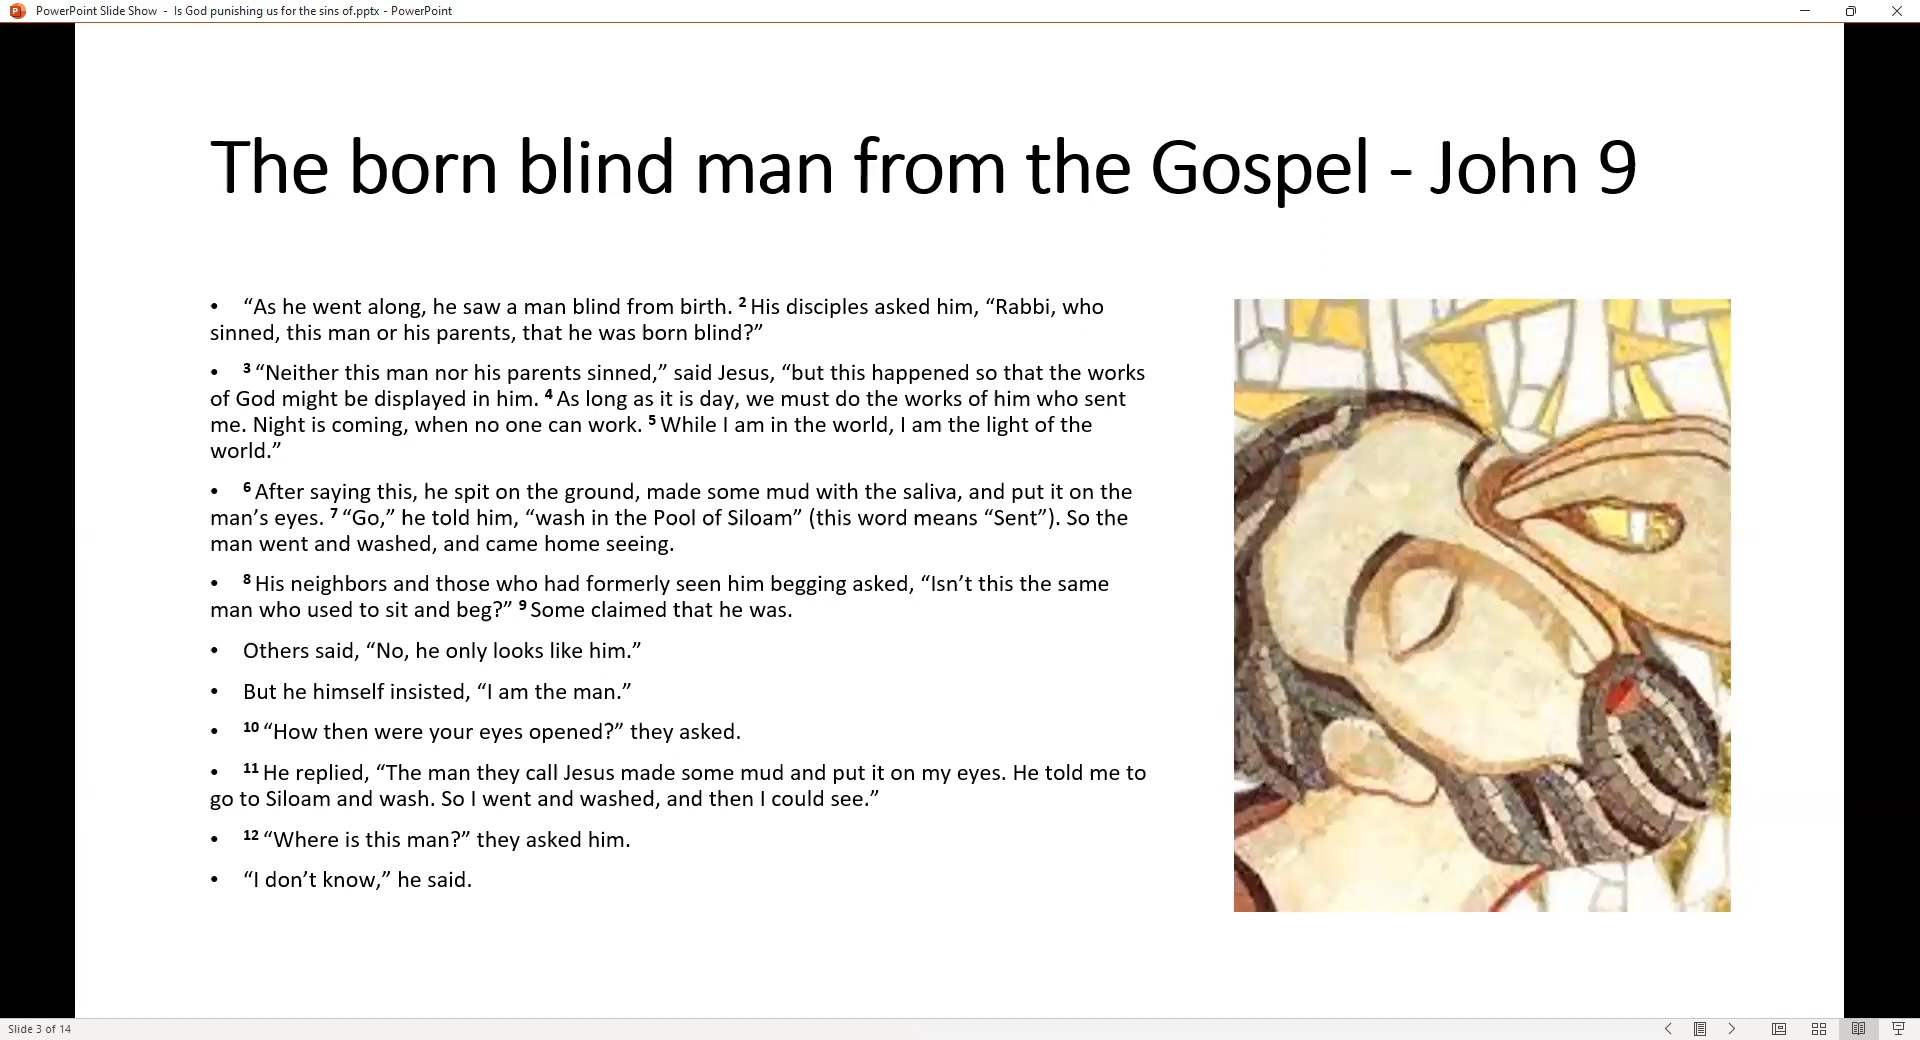 PowerPoint Slide Show - Is God punishing us for the sins of.pptx - PowerPoint
The born blind man from the Gospel - John 9
• “As he went along, he saw a man blind from birth. 2 His disciples asked him, “Rabbi, who
sinned, this man or his parents, that he was born blind?”
• 3 “Neither this man nor his parents sinned,” said Jesus, “but this happened so that the works
of God might be displayed in him. 4 As long as it is day, we must do the works of him who sent
me. Night is coming, when no one can work. 5 While I am in the world, I am the light of the
world.”
• 6 After saying this, he spit on the ground, made some mud with the saliva, and put it on the
man’s eyes. 7 “Go,” he told him, “wash in the Pool of Siloam” (this word means “Sent”). So the
man went and washed, and came home seeing.
• 8 His neighbors and those who had formerly seen him begging asked, “Isn’t this the same
man who used to sit and beg?” 9 Some claimed that he was.
• Others said, “No, he only looks like him.”
• But he himself insisted, “I am the man.”
• 10 “How then were your eyes opened?” they asked.
• 11 He replied, “The man they call Jesus made some mud and put it on my eyes. He told me to
go to Siloam and wash. So I went and washed, and then I could see.”
• 12 “Where is this man?” they asked him.
• “I don’t know,” he said.
Slide 3 of 14